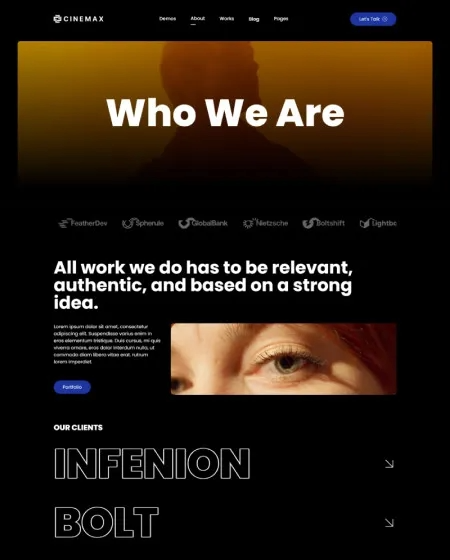 CINEMAX
Demos About Works Blog Pages
Let's Talk
Who We Are
FeatherDev Spherule GlobalBank Nietzsche Boltshift Lightbo
All work we do has to be relevant,
authentic, and based on a strong
idea.
Lorem ipsum dolor sit amet, consectetur
adipiscing elit. Suspendisse varius enim in
eros elementum tristique. Duis cursus, mi quis
viverra ornare, eros dolor interdum nulla, ut
commodo diam libero vitae erat. rutrum
lorem imperdiet
Portfolio
OUR CLIENTS
INFENION
BOLT